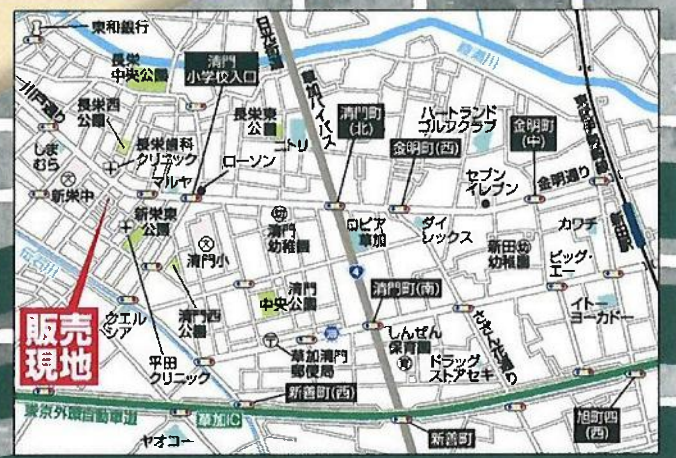 東和銀行
日光街道
綾瀬川
長栄
中央公園
清門
小学校入口
草加バイパス
東武伊勢崎線
一川戸通り
長栄西
公園
長栄東
公園
ニトリ
清門町
(北)
ハートランド
ゴルフクラブ
金明町
(中)
しま
むら
長栄歯科
クリニック
ローソン
金明町(西)
セブン
イレブン
金明通り
新栄中
マルヤ
新田駅
新栄東
公園
清門小
清門
幼稚園
ロピア
草加
ダイ
レックス
新田幼
幼稚園
カワチ
ビッグ・
エー
4
清門
中央公園
清門町(南)
イトー
ヨーカドー
販売
現地
ウエル
シア
清門西
公園
しんぜん
保育園
さきん花通り
平田
クリニック
草加清門
郵便局
ドラッグ
ストアセキ
新善町(西)
東京外環自動車道
草加IC
ヤオコー
新善町
旭町四
(西)